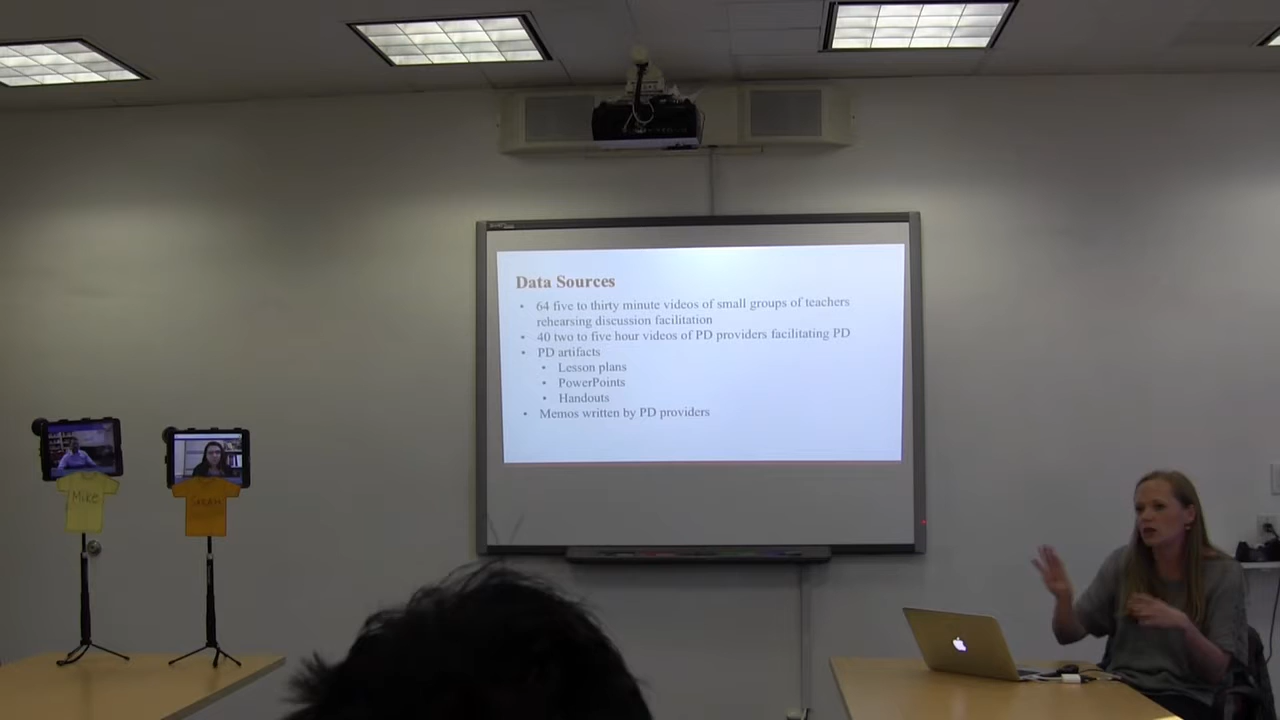 Data Sources
• 64 five to thirty minute videos of small groups of teachers
rehearsing discussion facilitation
• 40 two to five hour videos of PD providers facilitating PD
• PD artifacts
• Lesson plans
• PowerPoints
• Handouts
• Memos written by PD providers
Mike
SARAH